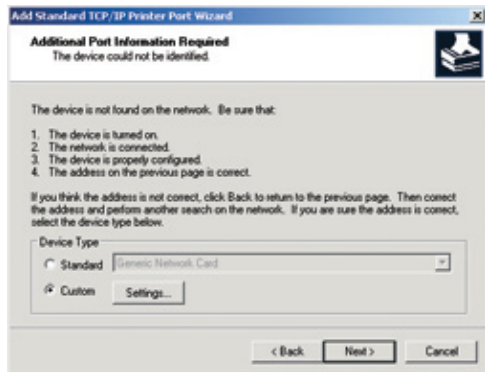 Add Standard TCP/IP Printer Port Wizard
Additional Port Information Required
The device could not be identified.
The device is not found on the network. Be sure that:
1. The device is turned on.
2. The network is connected.
3. The device is properly configured.
4. The address on the previous page is correct.
If you think the address is not correct, click Back to return to the previous page. Then correct
the address and perform another search on the network. If you are sure the address is correct,
select the device type below.
Device Type
Standard Generic Network Card
Custom Settings...
< Back Next > Cancel